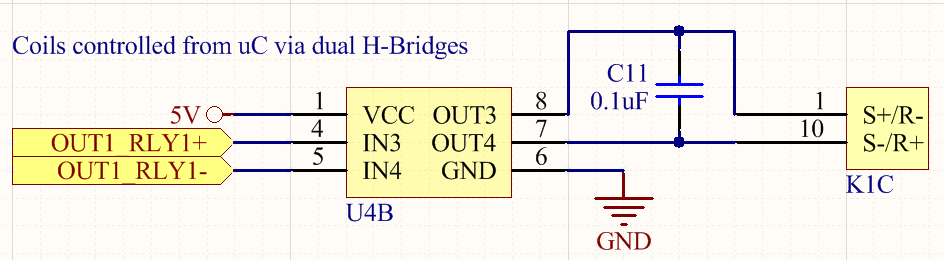 Coils controlled from uC via dual H-Bridges
C11
0.1uF
5V 1 VCC OUT3 8 1 S+/R-
OUT1_RLY1+ 4 IN3 OUT4 7 10 S-/R+
OUT1_RLY1- 5 IN4 GND 6
K1C
U4B
GND